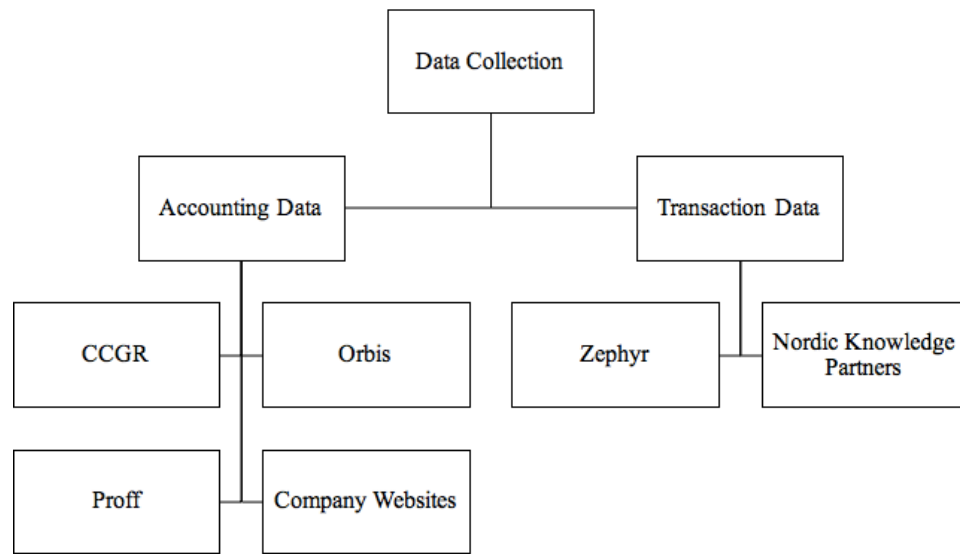 Data Collection
Accounting Data
Transaction Data
CCGR
Orbis
Zephyr
Nordic Knowledge
Partners
Proff
Company Websites